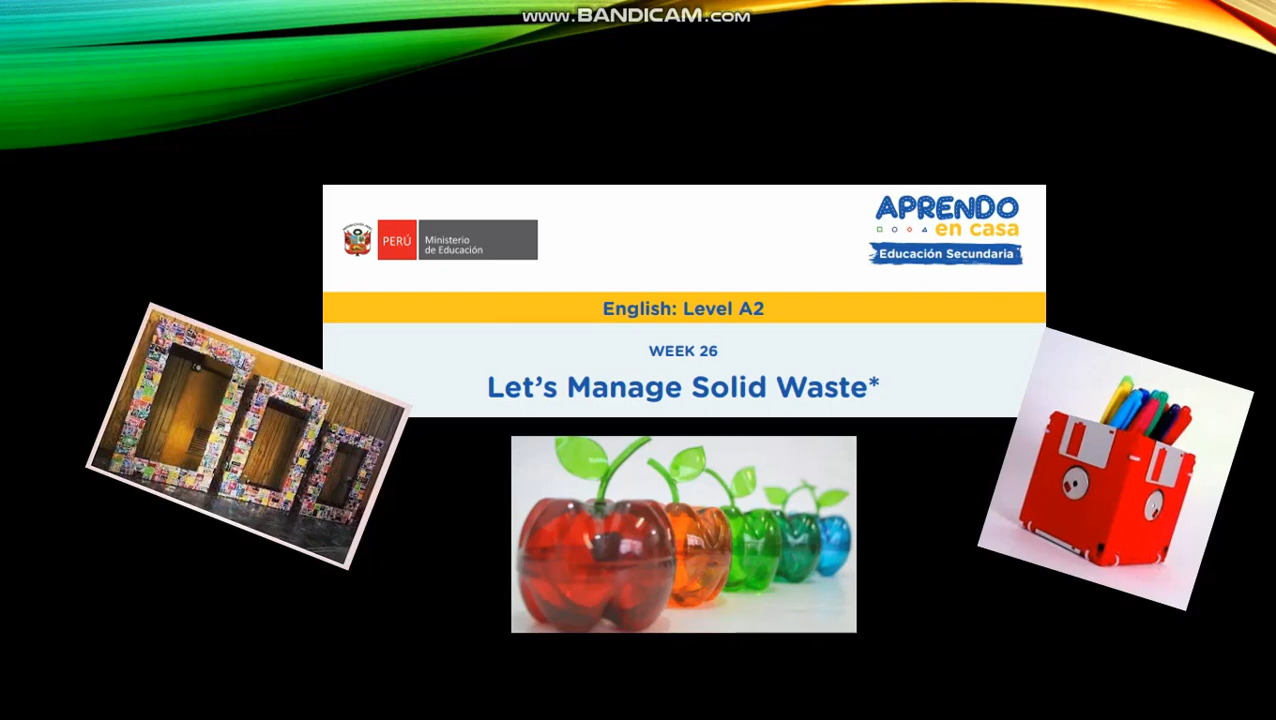 www.BANDICAM.com
PERÚ
Ministerio
de Educación
APRENDO
en casa
Educación Secundaria
English: Level A2
WEEK 26
Let's Manage Solid Waste*